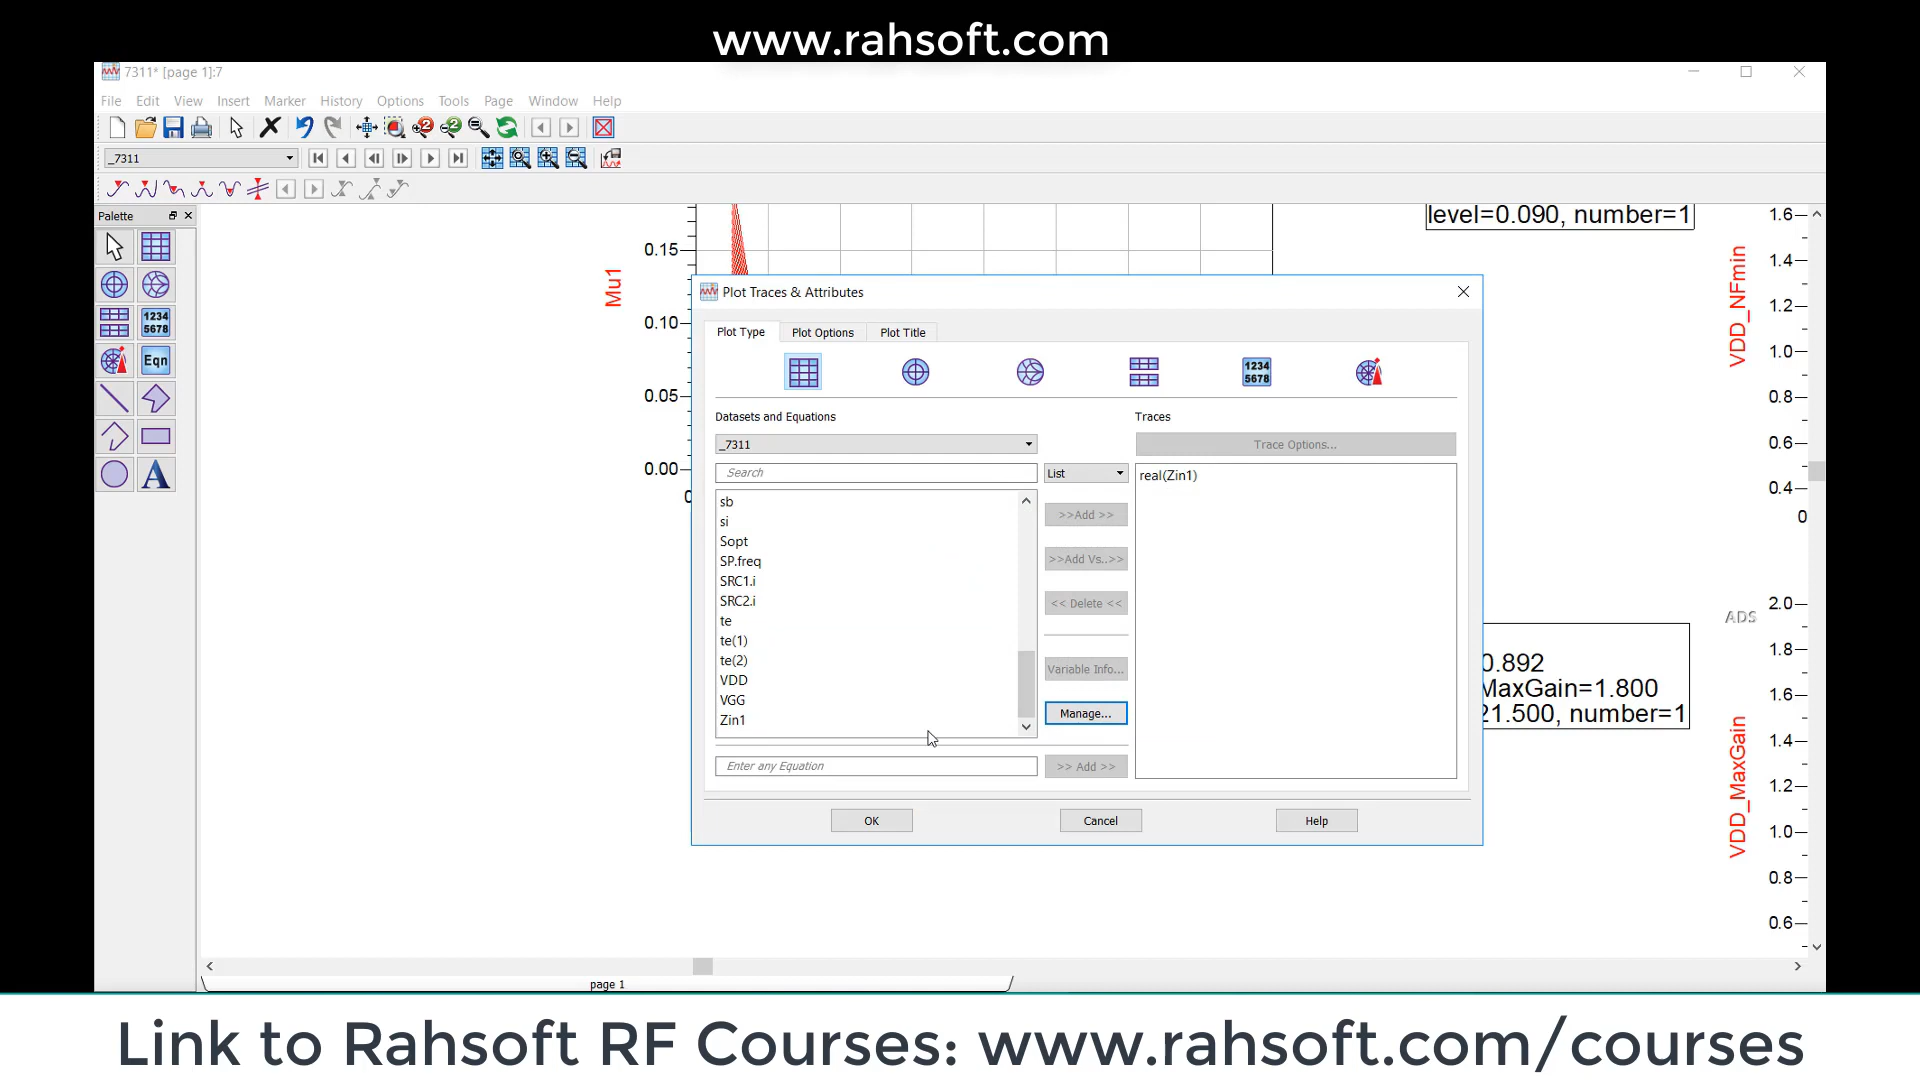 www.rahsoft.com
7311* [page 1]:7
File Edit View Insert Marker History Options Tools Page Window Help
_7311
Palette
1234
5678
Eqn
A
Mu1
0.15
0.10
0.05
0.00
0
level=0.090, number=1
VDD_NFmin
1.6
1.4
1.2
1.0
0.8
0.6
0.4
0
Plot Traces & Attributes
Plot Type
Plot Options
Plot Title
1234
5678
Datasets and Equations
Traces
_7311
Trace Options...
Search
List
real(Zin1)
sb
si
Sopt
SP.freq
SRC1.i
SRC2.i
te
te(1)
te(2)
VDD
VGG
Zin1
>>Add >>
>>Add Vs..>>
<< Delete <<
Variable Info...
Manage...
Enter any Equation
>> Add >>
OK
Cancel
Help
ADS
0.892
MaxGain=1.800
21.500, number=1
VDD_MaxGain
2.0
1.8
1.6
1.4
1.2
1.0
0.8
0.6
page 1
Link to Rahsoft RF Courses: www.rahsoft.com/courses